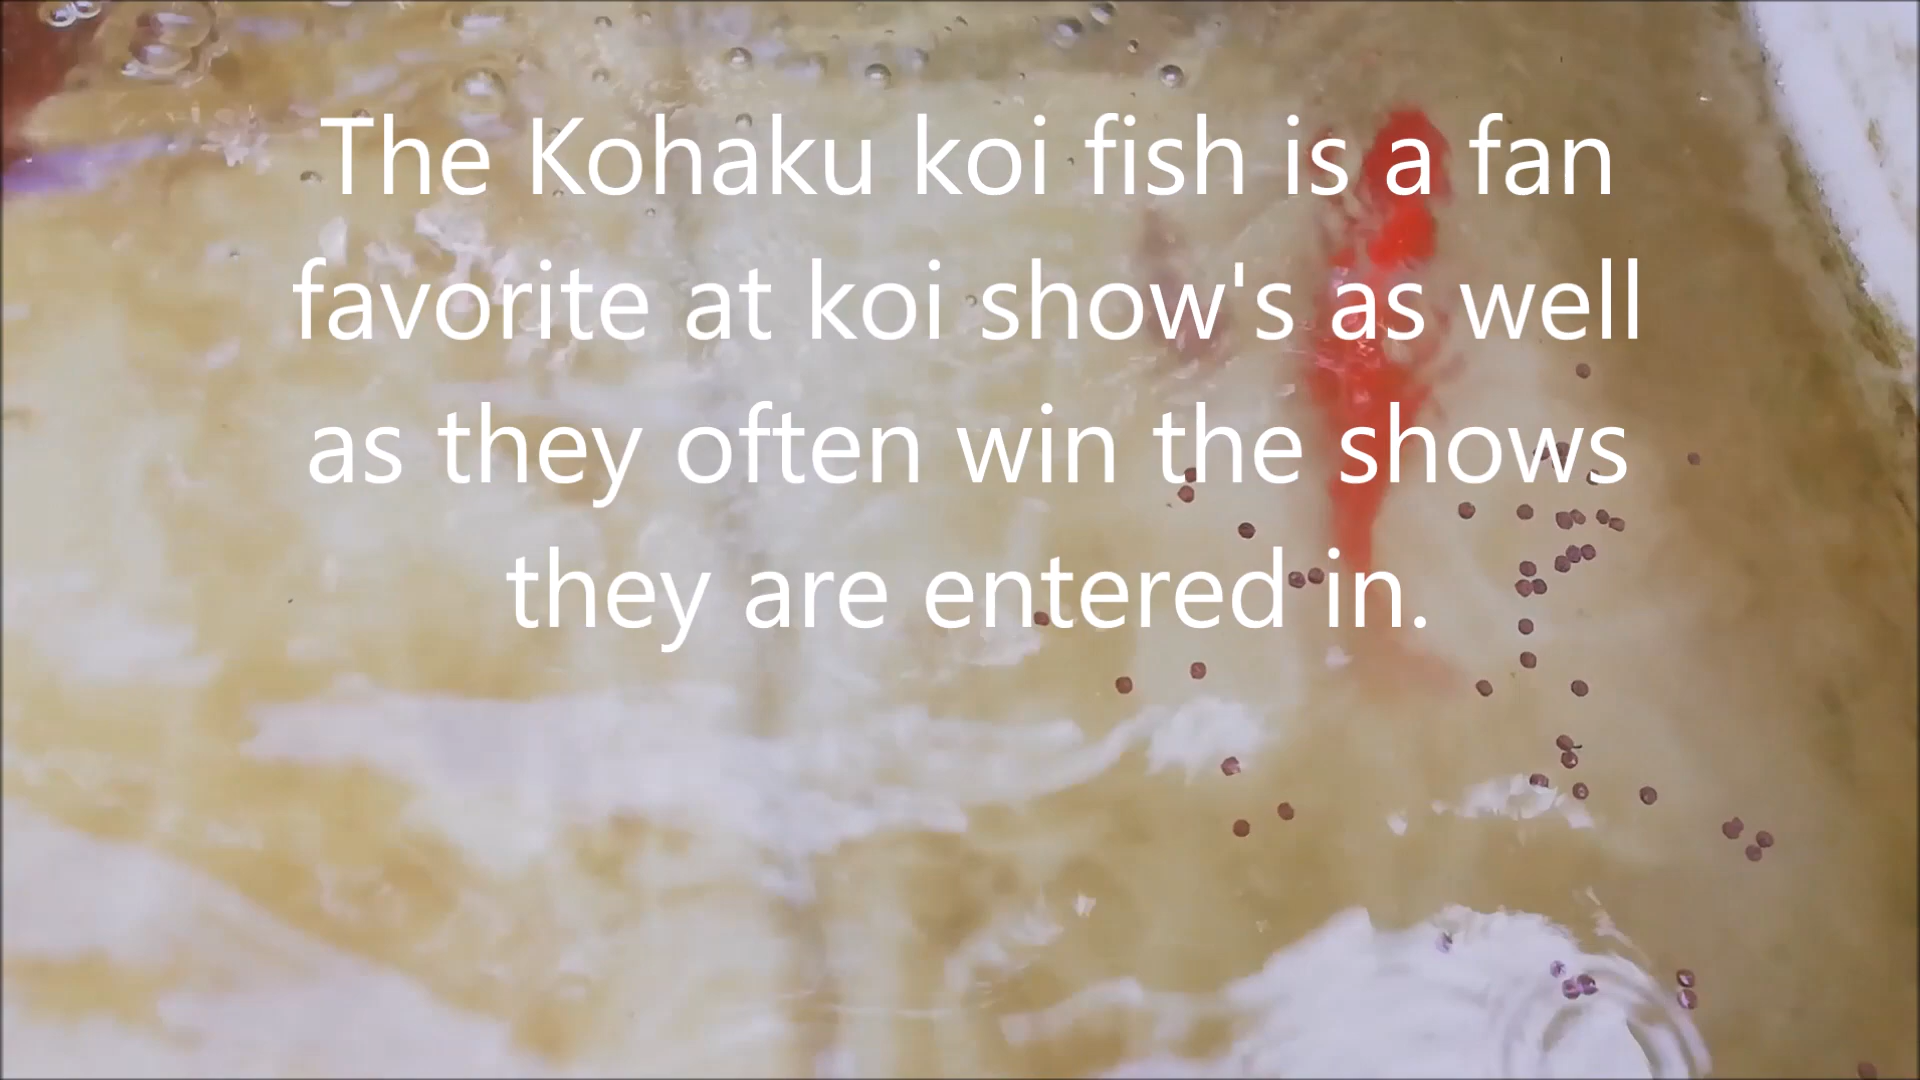 The Kohaku koi fish is a fan
favorite at koi show's as well
as they often win the shows
they are entered in.